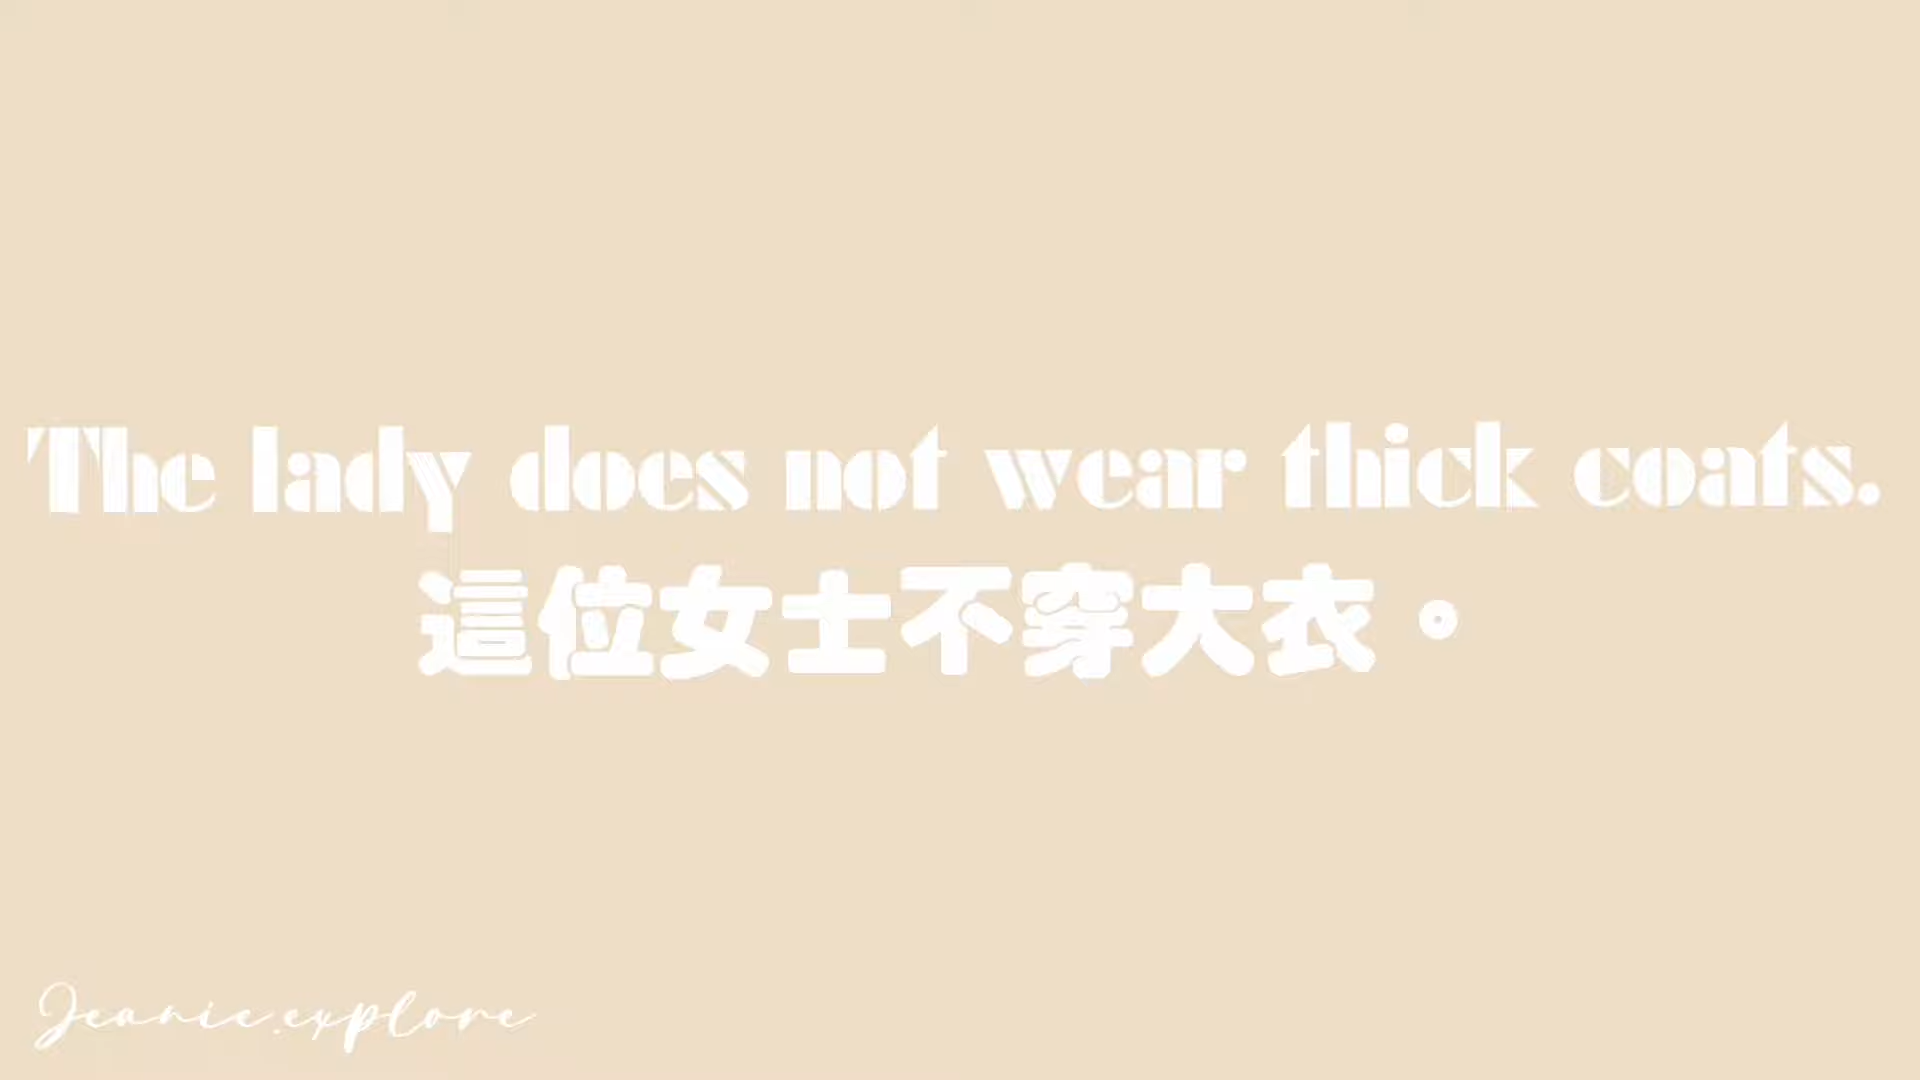 The lady does not wear thick coats.
這位女士不穿大衣。
Jeanie.explore